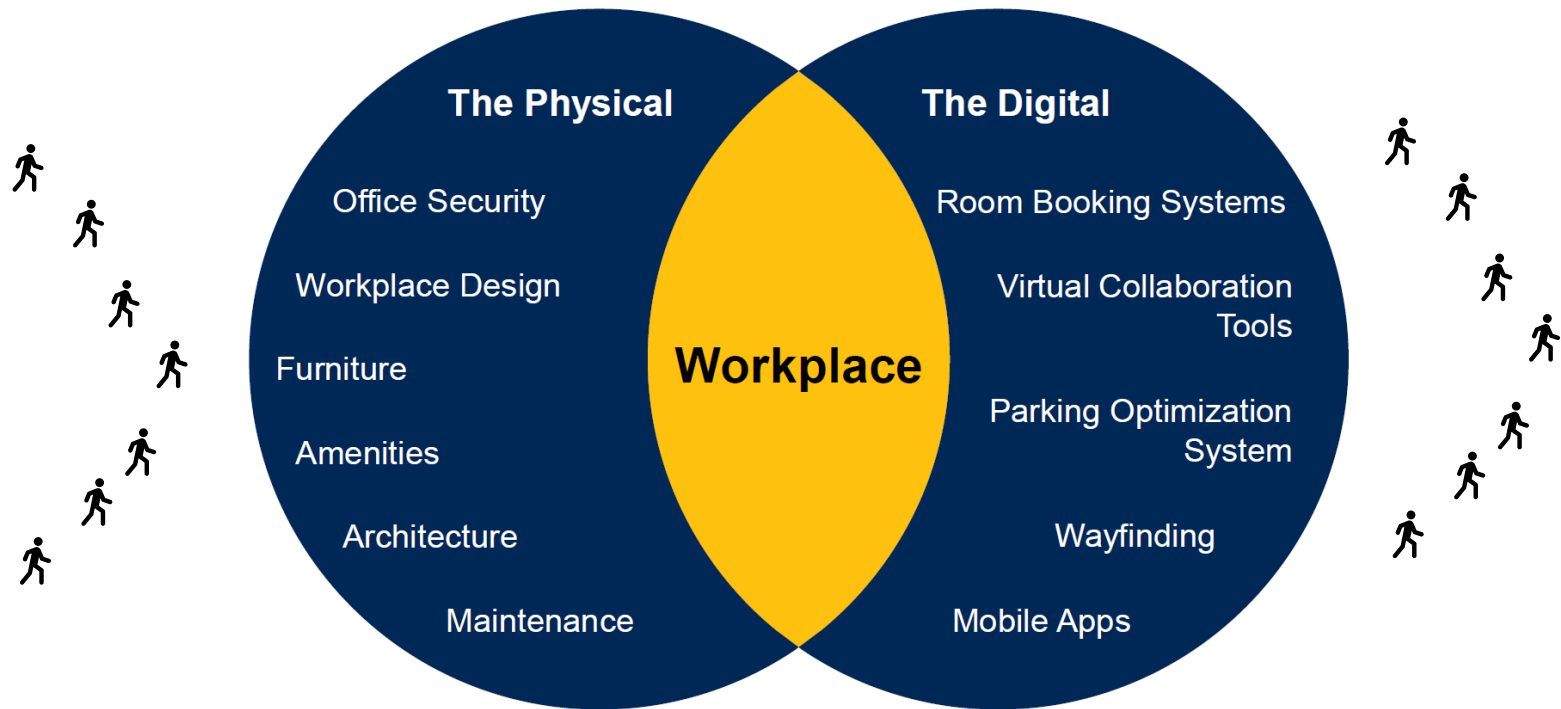 The Physical
Office Security
Workplace Design
Furniture
Amenities
Architecture
Maintenance
Workplace
The Digital
Room Booking Systems
Virtual Collaboration
Tools
Parking Optimization
System
Wayfinding
Mobile Apps